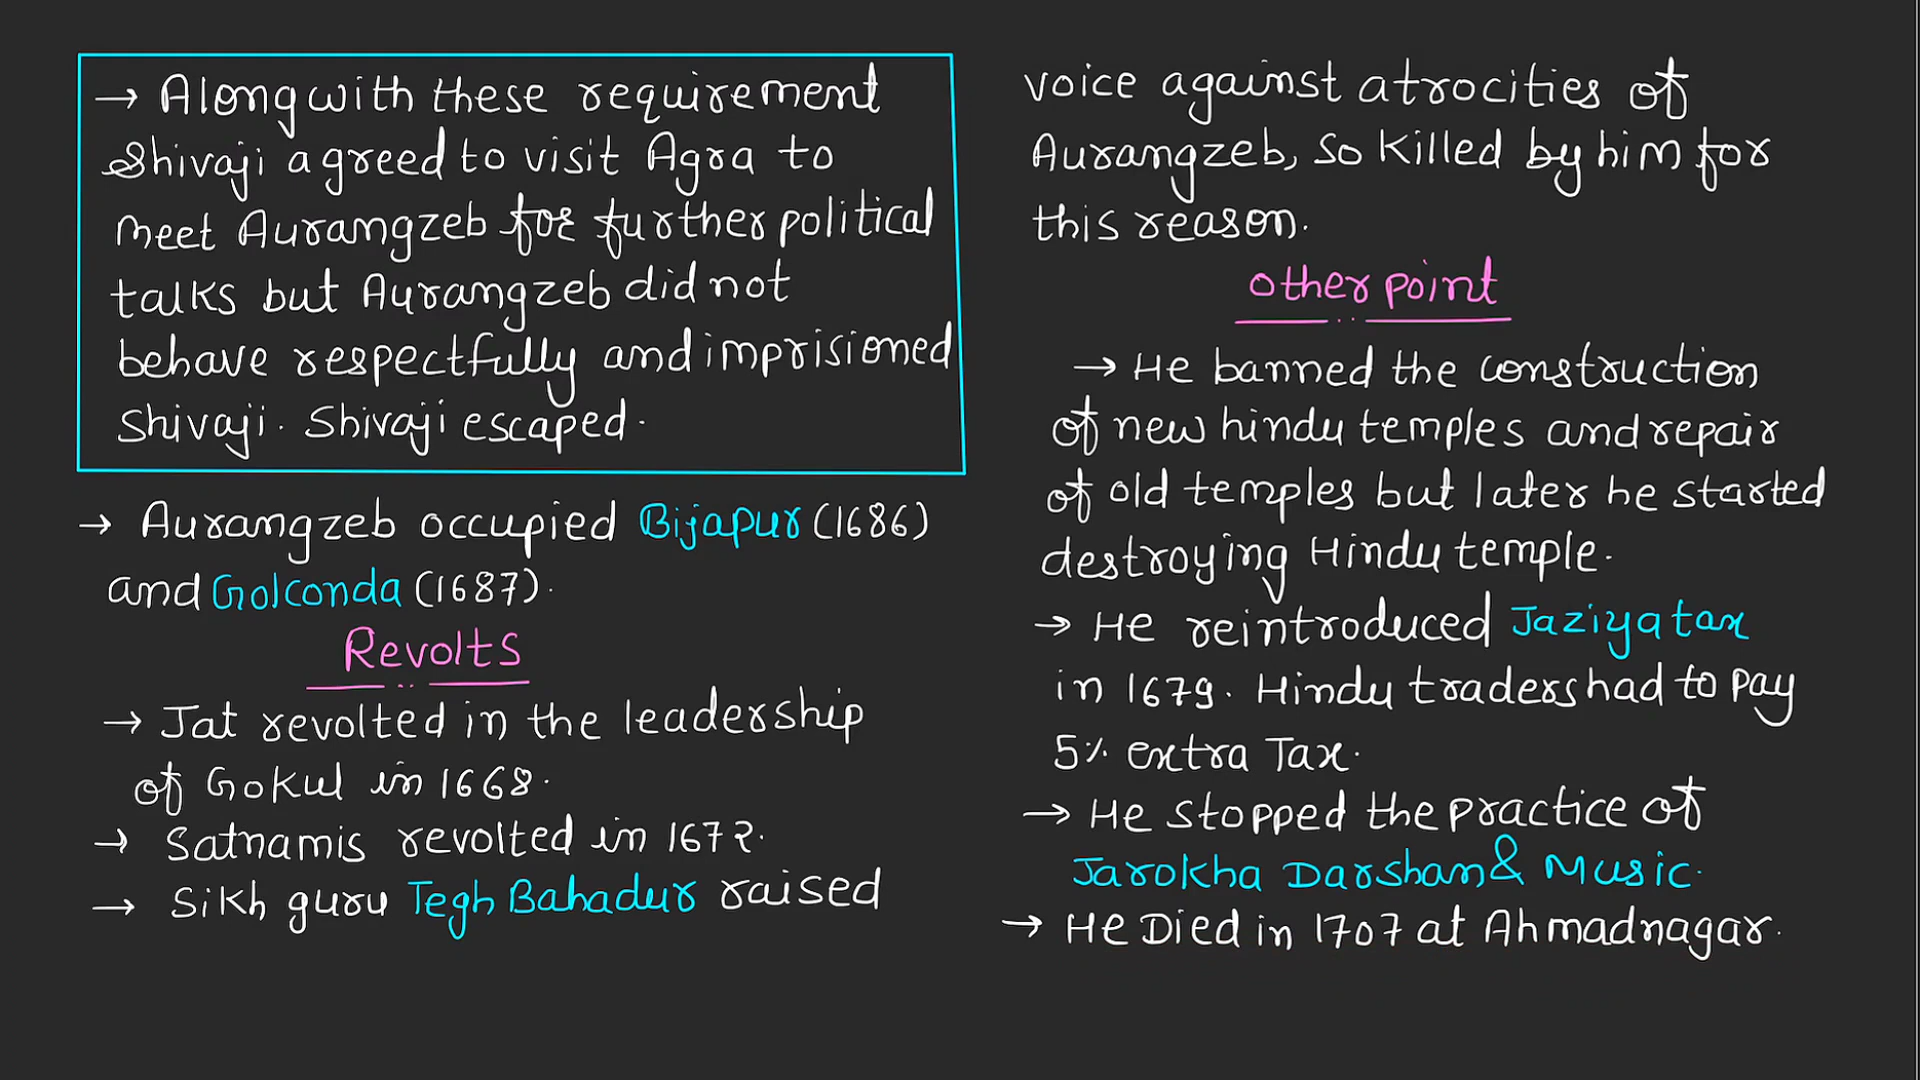 → Along with these requirement
Shivaji agreed to visit Agra to
meet Aurangzeb for further political
talks but Aurangzeb did not
behave respectfully and imprisioned
Shivaji. Shivaji escaped.
→ Aurangzeb occupied Bijapur (1686)
and Golconda (1687).
Revolts
→ Jat revolted in the leadership
of Gokul in 1668.
→ Satnamis revolted in 1672.
→ Sikh guru Tegh Bahadur raised
voice against atrocities of
Aurangzeb, so killed by him for
this reason.
other point
→ He banned the construction
of new hindu temples and repair
of old temples but later he started
destroying Hindu temple.
→ He reintroduced Jaziya tax
in 1679. Hindu traders had to pay
5% extra Tax.
→ He stopped the practice of
Jarokha Darshan & Music.
→ He Died in 1707 at Ahmadnagar.